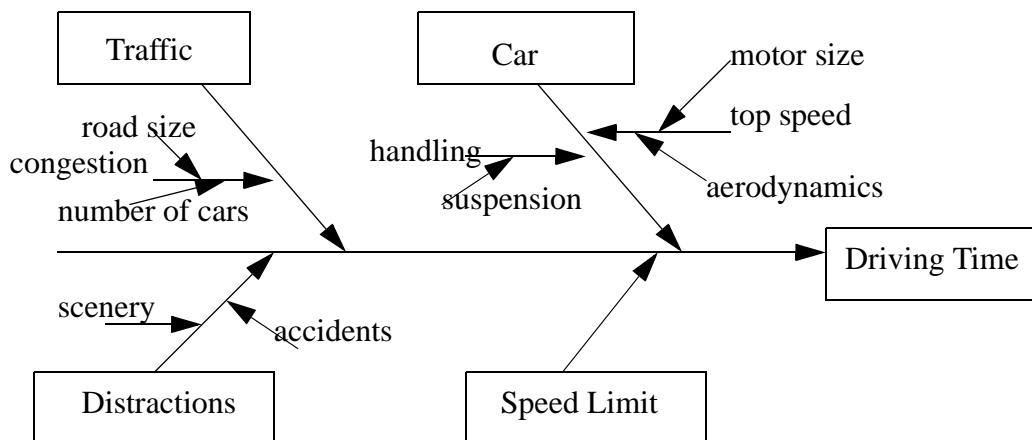 Traffic
Car
motor size
road size
top speed
congestion
handling
number of cars
suspension
aerodynamics
Driving Time
scenery
accidents
Distractions
Speed Limit